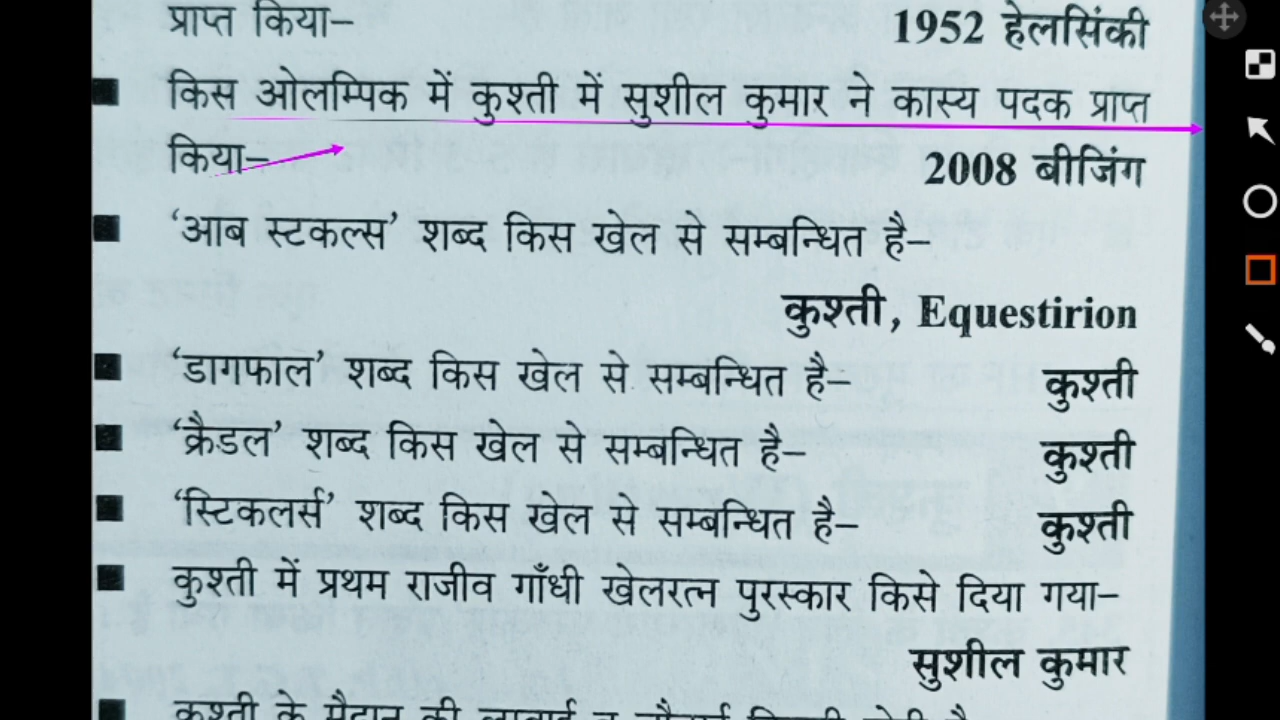 प्राप्त किया– 1952 हेलसिंकी
■ किस ओलम्पिक में कुश्ती में सुशील कुमार ने कास्य पदक प्राप्त
किया– 2008 बीजिंग
■ ‘आब स्टकल्स’ शब्द किस खेल से सम्बन्धित है–
कुश्ती, Equestirion
■ ‘डागफाल’ शब्द किस खेल से सम्बन्धित है– कुश्ती
■ ‘क्रैडल’ शब्द किस खेल से सम्बन्धित है– कुश्ती
■ ‘स्टिकलर्स’ शब्द किस खेल से सम्बन्धित है– कुश्ती
■ कुश्ती में प्रथम राजीव गाँधी खेलरत्न पुरस्कार किसे दिया गया–
सुशील कुमार
■ कुश्ती के मैदान की